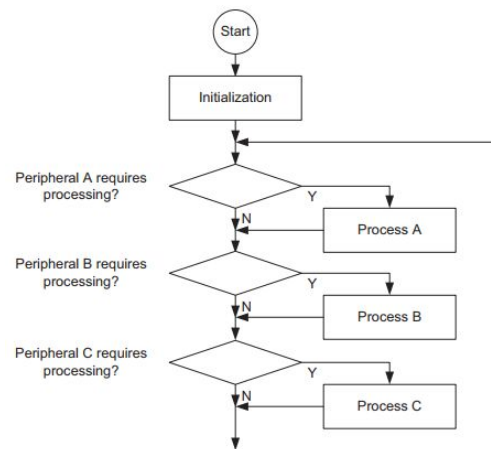 Start
Initialization
Peripheral A requires
processing?
Y
N
Process A
Peripheral B requires
processing?
Y
N
Process B
Peripheral C requires
processing?
Y
N
Process C